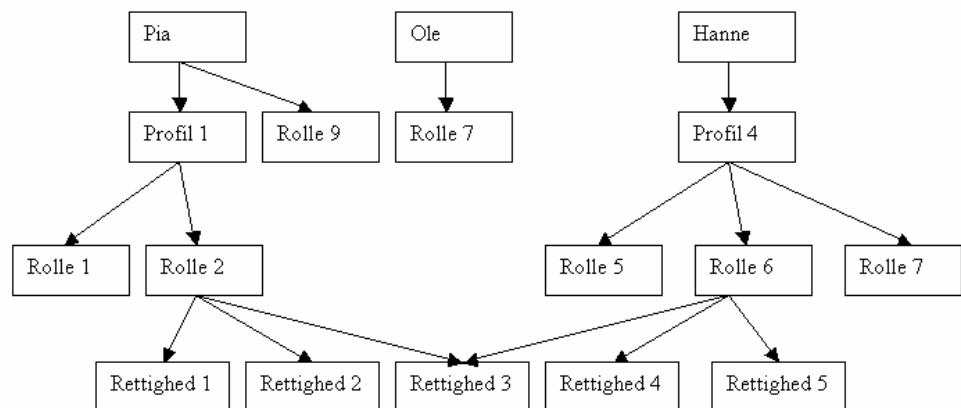 Pia
Ole
Hanne
Profil 1
Rolle 9
Rolle 7
Profil 4
Rolle 1
Rolle 2
Rolle 5
Rolle 6
Rolle 7
Rettighed 1
Rettighed 2
Rettighed 3
Rettighed 4
Rettighed 5